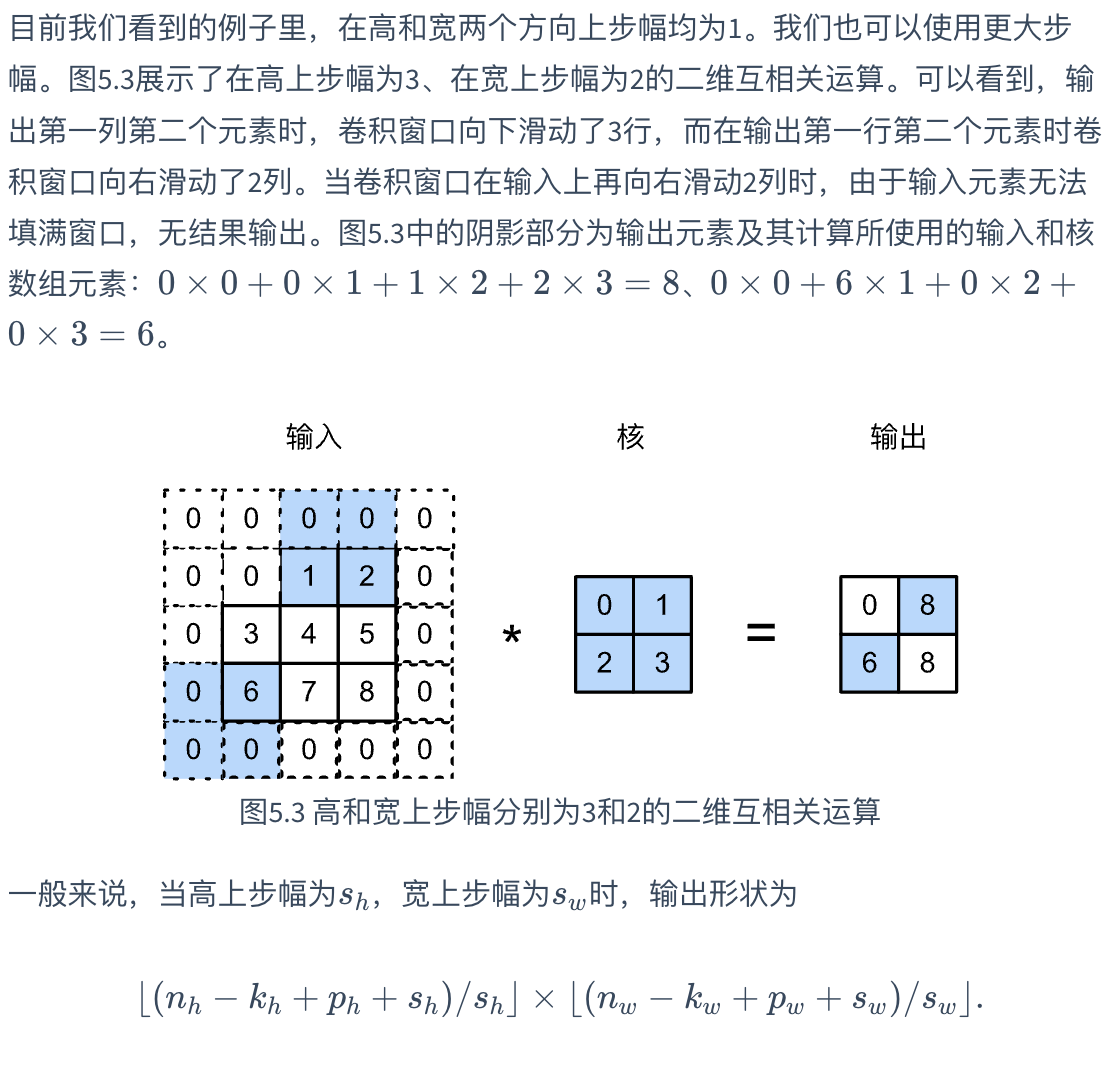 目前我们看到的例子里，在高和宽两个方向上步幅均为1。我们也可以使用更大步
幅。图5.3展示了在高上步幅为3、在宽上步幅为2的二维互相关运算。可以看到，输
出第一列第二个元素时，卷积窗口向下滑动了3行，而在输出第一行第二个元素时卷
积窗口向右滑动了2列。当卷积窗口在输入上再向右滑动2列时，由于输入元素无法
填满窗口，无结果输出。图5.3中的阴影部分为输出元素及其计算所使用的输入和核
数组元素：0 × 0 + 0 × 1 + 1 × 2 + 2 × 3 = 8、0 × 0 + 6 × 1 + 0 × 2 +
0 × 3 = 6。
输入 核 输出
0 0 0 0 0
0 0 1 2 0 0 1 0 8
0 3 4 5 0 * =
0 6 7 8 0 2 3 6 8
0 0 0 0 0
图5.3 高和宽上步幅分别为3和2的二维互相关运算
一般来说，当高上步幅为s_h，宽上步幅为s_w时，输出形状为
⌊(n_h − k_h + p_h + s_h)/s_h⌋ × ⌊(n_w − k_w + p_w + s_w)/s_w⌋.